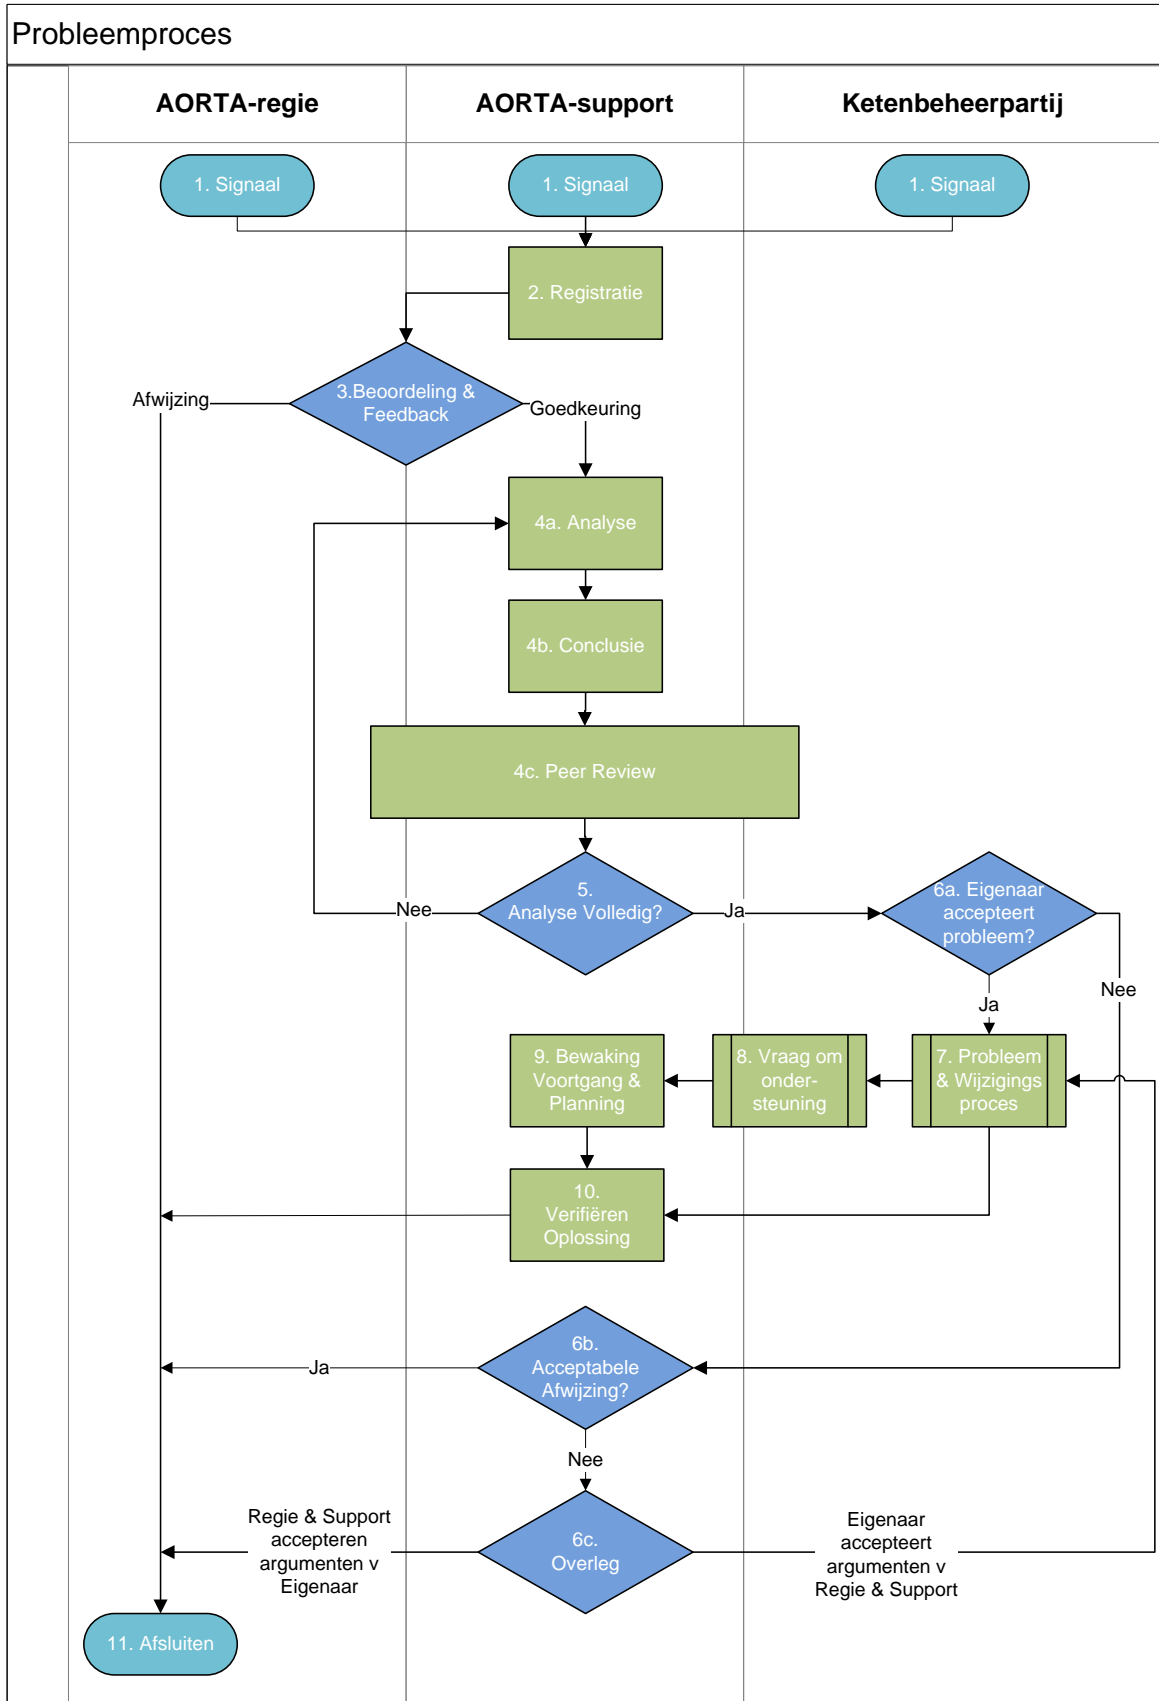 Probleemproces
AORTA-regie
AORTA-support
Ketenbeheerpartij
1. Signaal
1. Signaal
1. Signaal
2. Registratie
3.Beoordeling &
Feedback
Afwijzing
Goedkeuring
4a. Analyse
4b. Conclusie
4c. Peer Review
5.
Analyse Volledig?
Nee
Ja
6a. Eigenaar
accepteert
probleem?
Nee
Ja
9. Bewaking
Voortgang &
Planning
8. Vraag om
onder-
steuning
7. Probleem
& Wijzigings
proces
10.
Verifiëren
Oplossing
6b.
Acceptabele
Afwijzing?
Ja
Nee
Regie & Support
accepteren
argumenten v
Eigenaar
6c.
Overleg
Eigenaar
accepteert
argumenten v
Regie & Support
11. Afsluiten